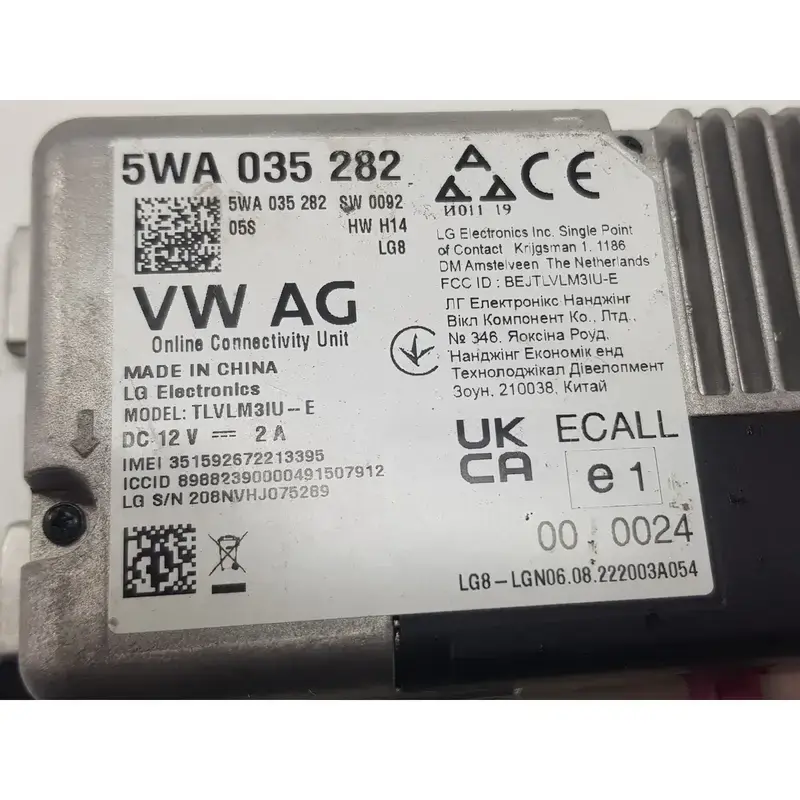 5WA 035 282
5WA 035 282 SW 0092
05S HW H14
LG8
VW AG
Online Connectivity Unit
MADE IN CHINA
LG Electronics
MODEL: TLVLM3IU-E
DC 12 V ⎓ 2 A
IMEI 351592672213395
ICCID 89882390000491507912
LG S/N 208NVHJ075269
A
CE
И011 19
LG Electronics Inc. Single Point
of Contact Krijgsman 1, 1186
DM Amstelveen The Netherlands
FCC ID : BEJTLVLM3IU-E
ЛГ Електронікс Нанджінг
Вікл Компонент Ко., Лтд.,
№ 346, Яоксіна Роуд,
Нанджінг Економік енд
Технолоджікал Дівелопмент
Зоун, 210038, Китай
UK
CA
ECALL
e1
00 0024
LG8-LGN06.08.222003A054